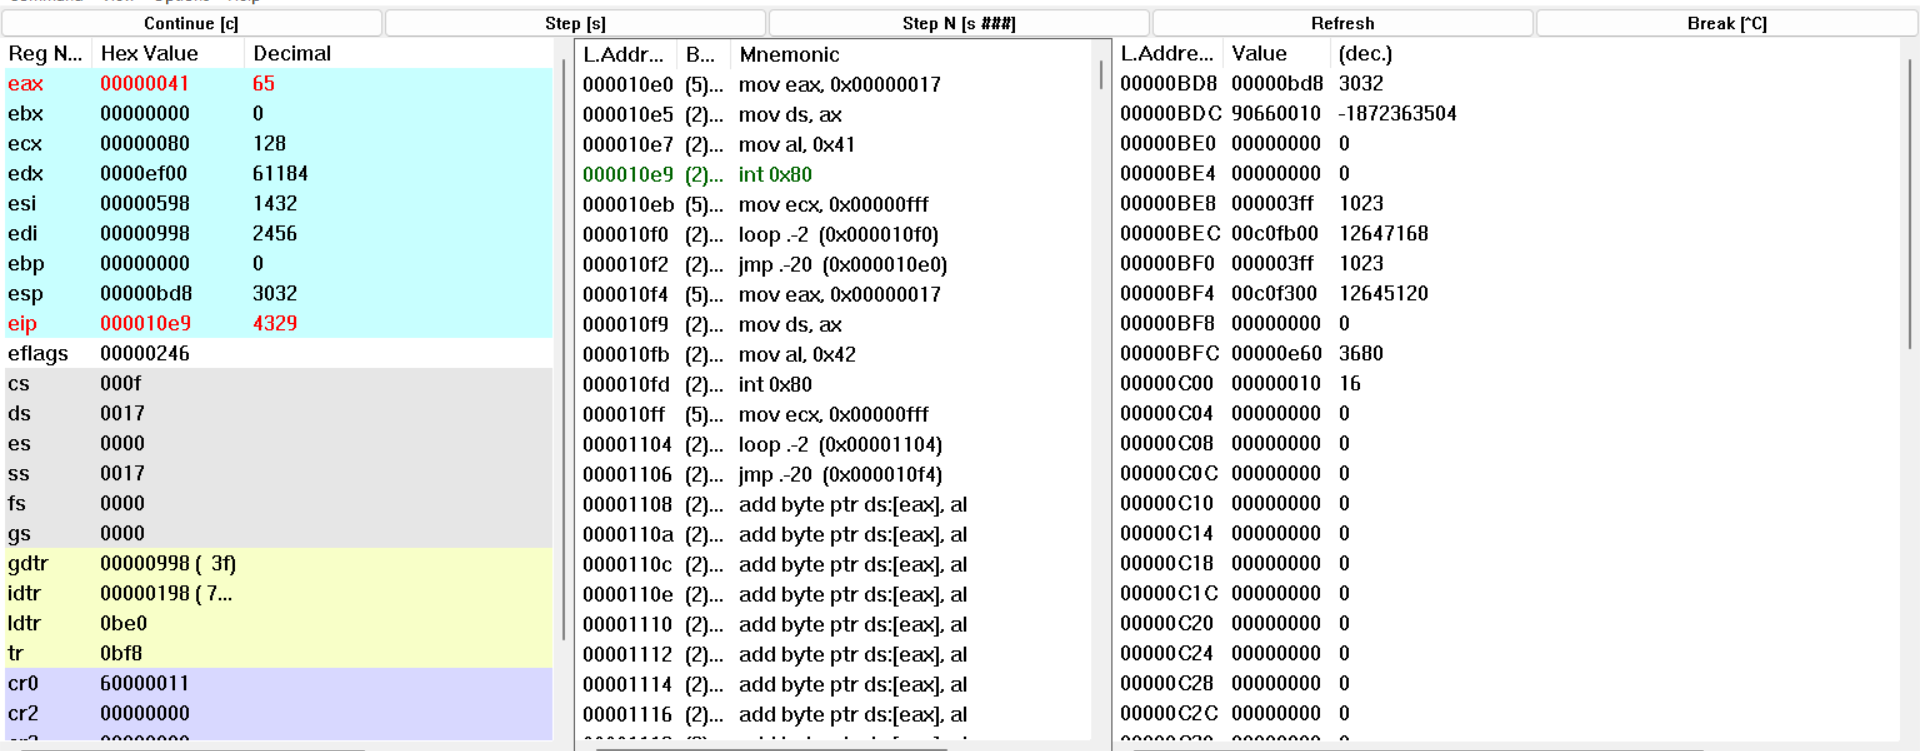 Continue [c] Step [s] Step N [s ###] Refresh Break [^C]
Reg N... Hex Value Decimal L.Addr... B... Mnemonic L.Addre... Value (dec.)
eax 00000041 65 000010e0 (5)... mov eax, 0x00000017 00000BD8 00000bd8 3032
ebx 00000000 0 000010e5 (2)... mov ds, ax 00000BDC 90660010 -1872363504
ecx 00000080 128 000010e7 (2)... mov al, 0x41 00000BE0 00000000 0
edx 0000ef00 61184 000010e9 (2)... int 0x80 00000BE4 00000000 0
esi 00000598 1432 000010eb (5)... mov ecx, 0x00000fff 00000BE8 000003ff 1023
edi 00000998 2456 000010f0 (2)... loop .-2 (0x000010f0) 00000BEC 00c0fb00 12647168
ebp 00000000 0 000010f2 (2)... jmp .-20 (0x000010e0) 00000BF0 000003ff 1023
esp 00000bd8 3032 000010f4 (5)... mov eax, 0x00000017 00000BF4 00c0f300 12645120
eip 000010e9 4329 000010f9 (2)... mov ds, ax 00000BF8 00000000 0
eflags 00000246 000010fb (2)... mov al, 0x42 00000BFC 00000e60 3680
cs 000f 000010fd (2)... int 0x80 00000C00 00000010 16
ds 0017 000010ff (5)... mov ecx, 0x00000fff 00000C04 00000000 0
es 0000 00001104 (2)... loop .-2 (0x00001104) 00000C08 00000000 0
ss 0017 00001106 (2)... jmp .-20 (0x000010f4) 00000C0C 00000000 0
fs 0000 00001108 (2)... add byte ptr ds:[eax], al 00000C10 00000000 0
gs 0000 0000110a (2)... add byte ptr ds:[eax], al 00000C14 00000000 0
gdtr 00000998 ( 3f) 0000110c (2)... add byte ptr ds:[eax], al 00000C18 00000000 0
idtr 00000198 ( 7... 0000110e (2)... add byte ptr ds:[eax], al 00000C1C 00000000 0
ldtr 0be0 00001110 (2)... add byte ptr ds:[eax], al 00000C20 00000000 0
tr 0bf8 00001112 (2)... add byte ptr ds:[eax], al 00000C24 00000000 0
cr0 60000011 00001114 (2)... add byte ptr ds:[eax], al 00000C28 00000000 0
cr2 00000000 00001116 (2)... add byte ptr ds:[eax], al 00000C2C 00000000 0